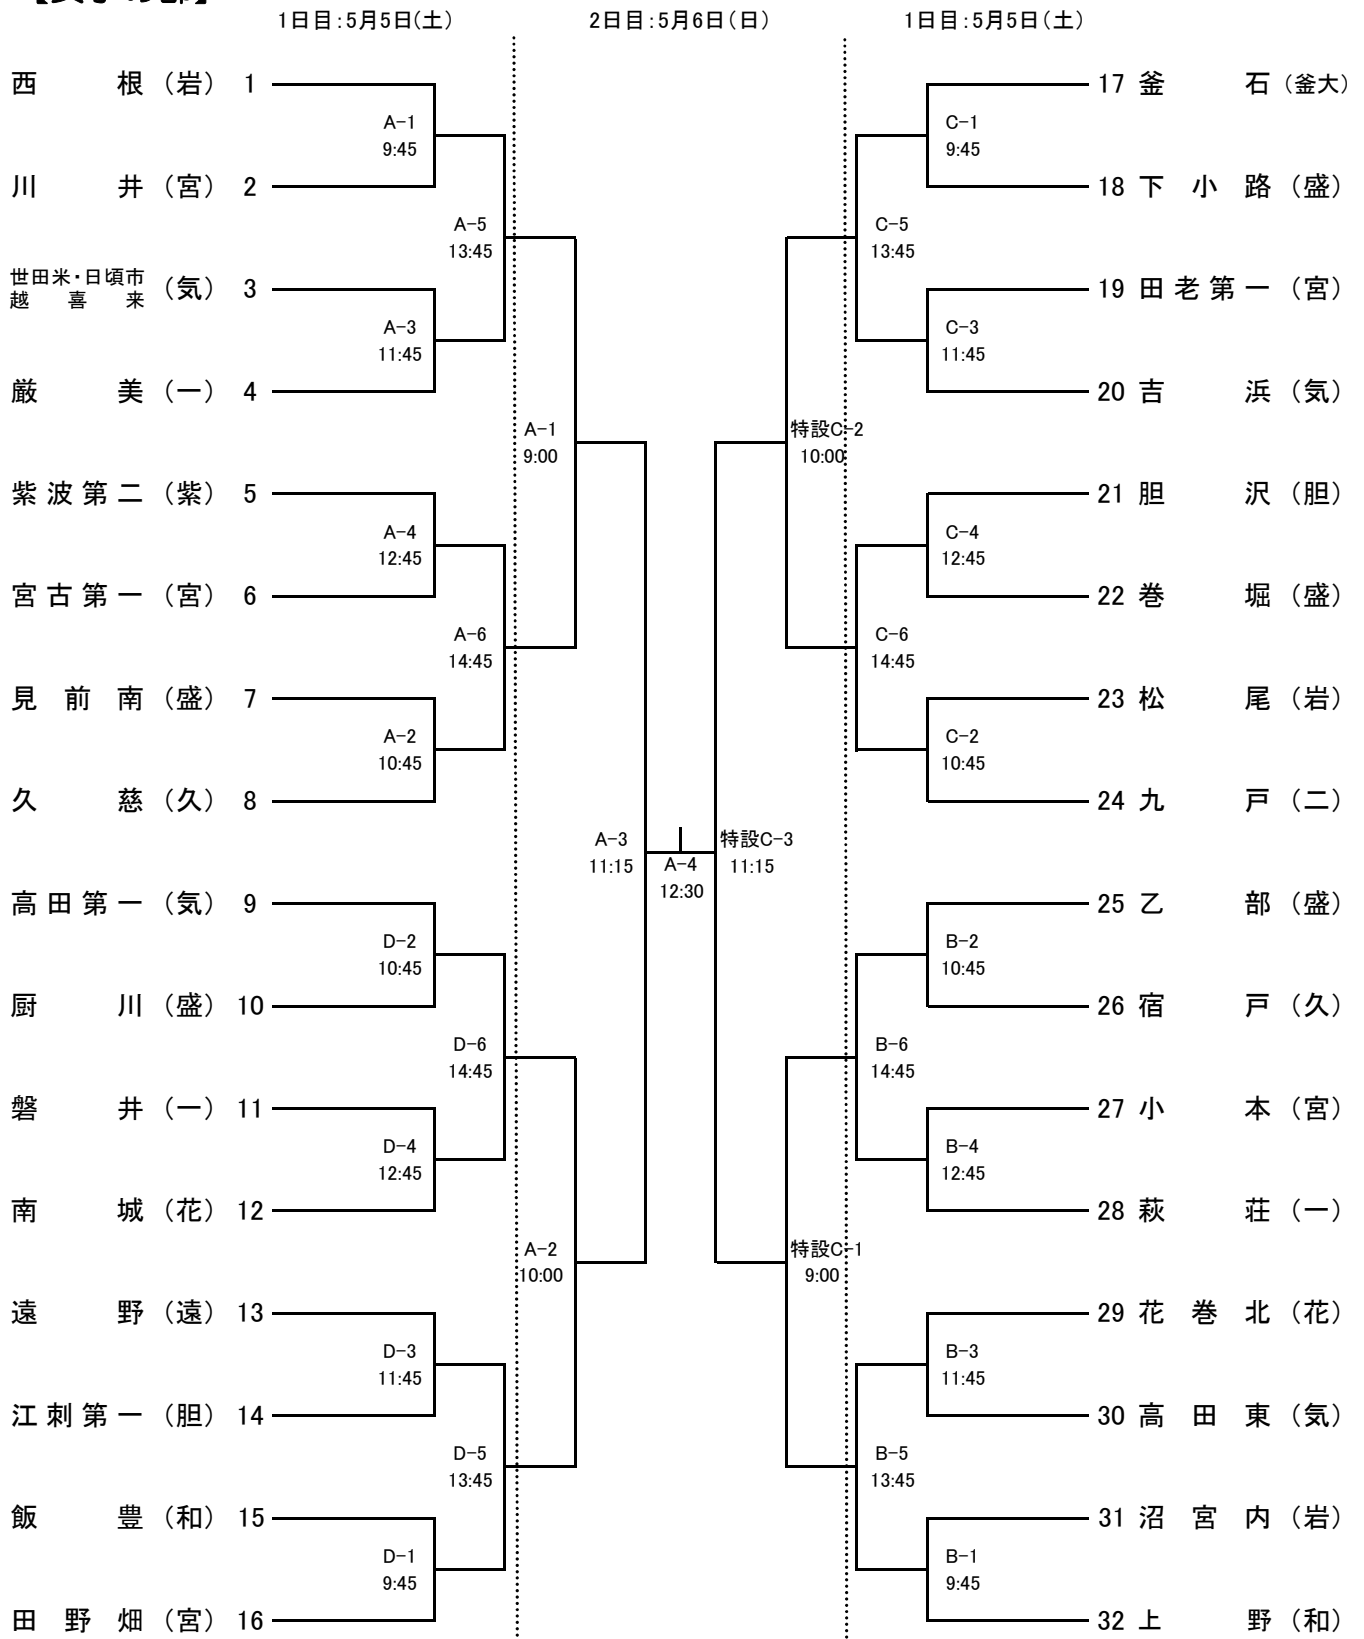 1日目：5月5日(土)
2日目：5月6日(日)
1日目：5月5日(土)
西根（岩） 1
A-1
9:45
川井（宮） 2
A-5
13:45
世田米・日頃市
越喜来
（気） 3
A-3
11:45
厳美（一） 4
A-1
9:00
紫波第二（紫） 5
A-4
12:45
宮古第一（宮） 6
A-6
14:45
見前南（盛） 7
A-2
10:45
久慈（久） 8
A-3
11:15
A-4
12:30
高田第一（気） 9
D-2
10:45
厨川（盛） 10
D-6
14:45
磐井（一） 11
D-4
12:45
南城（花） 12
A-2
10:00
遠野（遠） 13
D-3
11:45
江刺第一（胆） 14
D-5
13:45
飯豊（和） 15
D-1
9:45
田野畑（宮） 16
17 釜石（釜大）
C-1
9:45
18 下小路（盛）
C-5
13:45
19 田老第一（宮）
C-3
11:45
20 吉浜（気）
特設C-2
10:00
21 胆沢（胆）
C-4
12:45
22 巻堀（盛）
C-6
14:45
23 松尾（岩）
C-2
10:45
24 九戸（二）
特設C-3
11:15
25 乙部（盛）
B-2
10:45
26 宿戸（久）
B-6
14:45
27 小本（宮）
B-4
12:45
28 萩荘（一）
特設C-1
9:00
29 花巻北（花）
B-3
11:45
30 高田東（気）
B-5
13:45
31 沼宮内（岩）
B-1
9:45
32 上野（和）